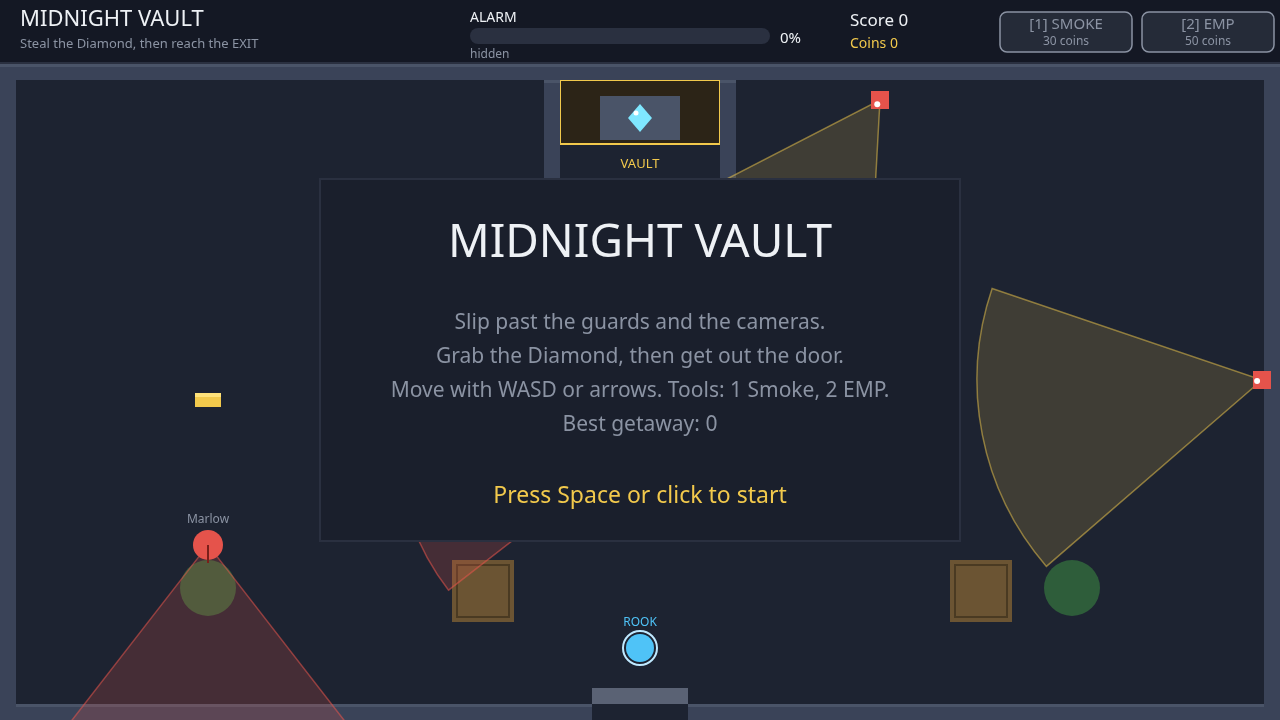 MIDNIGHT VAULT
Steal the Diamond, then reach the EXIT
ALARM
0%
hidden
Score 0
Coins 0
[1] SMOKE
30 coins
[2] EMP
50 coins
VAULT
MIDNIGHT VAULT
Slip past the guards and the cameras.
Grab the Diamond, then get out the door.
Move with WASD or arrows. Tools: 1 Smoke, 2 EMP.
Best getaway: 0
Press Space or click to start
Marlow
ROOK